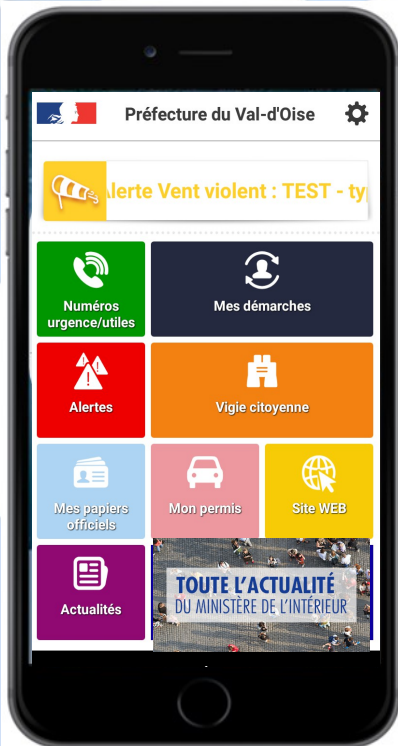 Préfecture du Val-d'Oise
Alerte Vent violent : TEST - ty
Numéros
urgence/utiles
Mes démarches
Alertes
Vigie citoyenne
Mes papiers
officiels
Mon permis
Site WEB
Actualités
TOUTE L'ACTUALITÉ
DU MINISTÈRE DE L'INTÉRIEUR